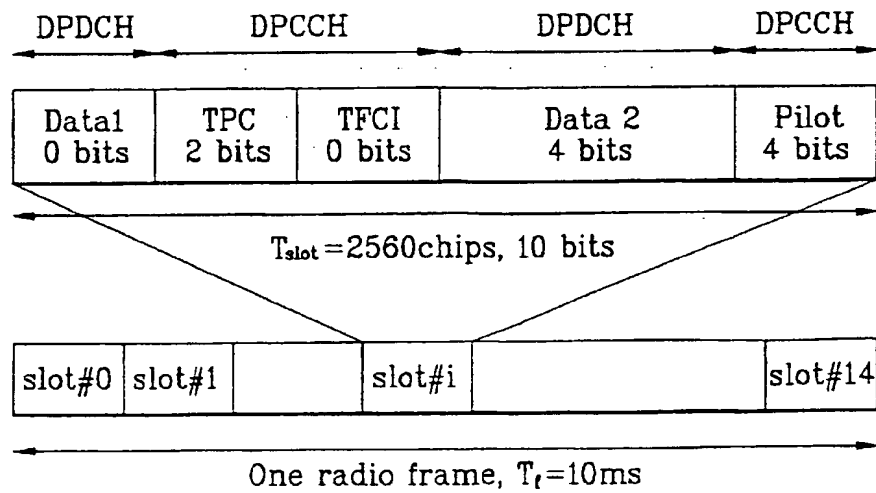 DPDCH DPCCH DPDCH DPCCH
Data1 TPC TFCI Data 2 Pilot
0 bits 2 bits 0 bits 4 bits 4 bits
Tslot=2560chips, 10 bits
slot#0 slot#1 slot#i slot#14
One radio frame, Tf=10ms